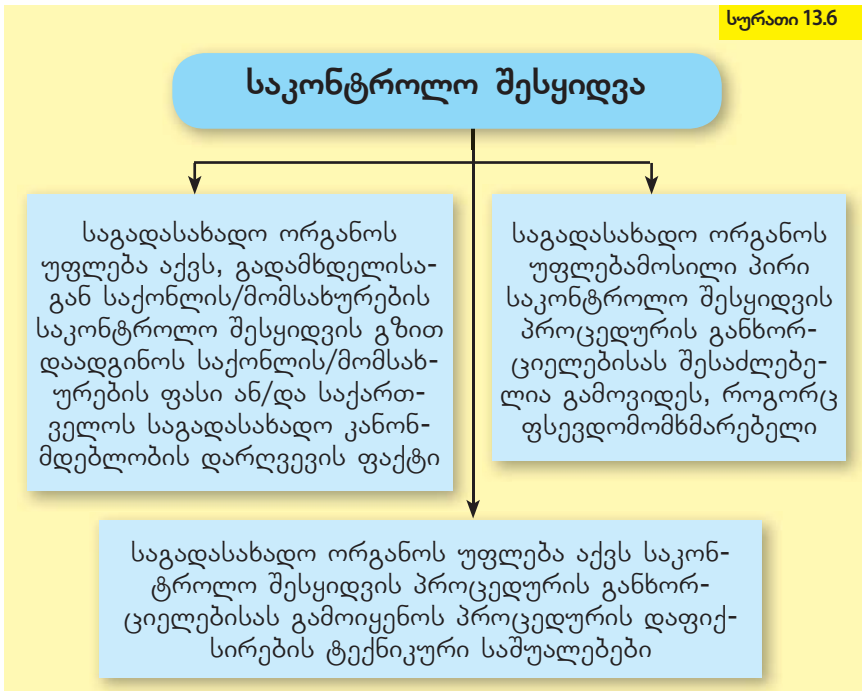 სურათი 13.6
საკონტროლო შესყიდვა
საგადასახადო ორგანოს
უფლება აქვს, გადამხდელისა-
გან საქონლის/მომსახურების
საკონტროლო შესყიდვის გზით
დაადგინოს საქონლის/მომსახ-
ურების ფასი ან/და საქართ-
ველოს საგადასახადო კანონ-
მდებლობის დარღვევის ფაქტი
საგადასახადო ორგანოს
უფლებამოსილი პირი
საკონტროლო შესყიდვის
პროცედურის განხორ-
ციელებისას შესაძლებე-
ლია გამოვიდეს, როგორც
ფსევდომომხმარებელი
საგადასახადო ორგანოს უფლება აქვს საკონ-
ტროლო შესყიდვის პროცედურის განხორ-
ციელებისას გამოიყენოს პროცედურის დაფიქ-
სირების ტექნიკური საშუალებები